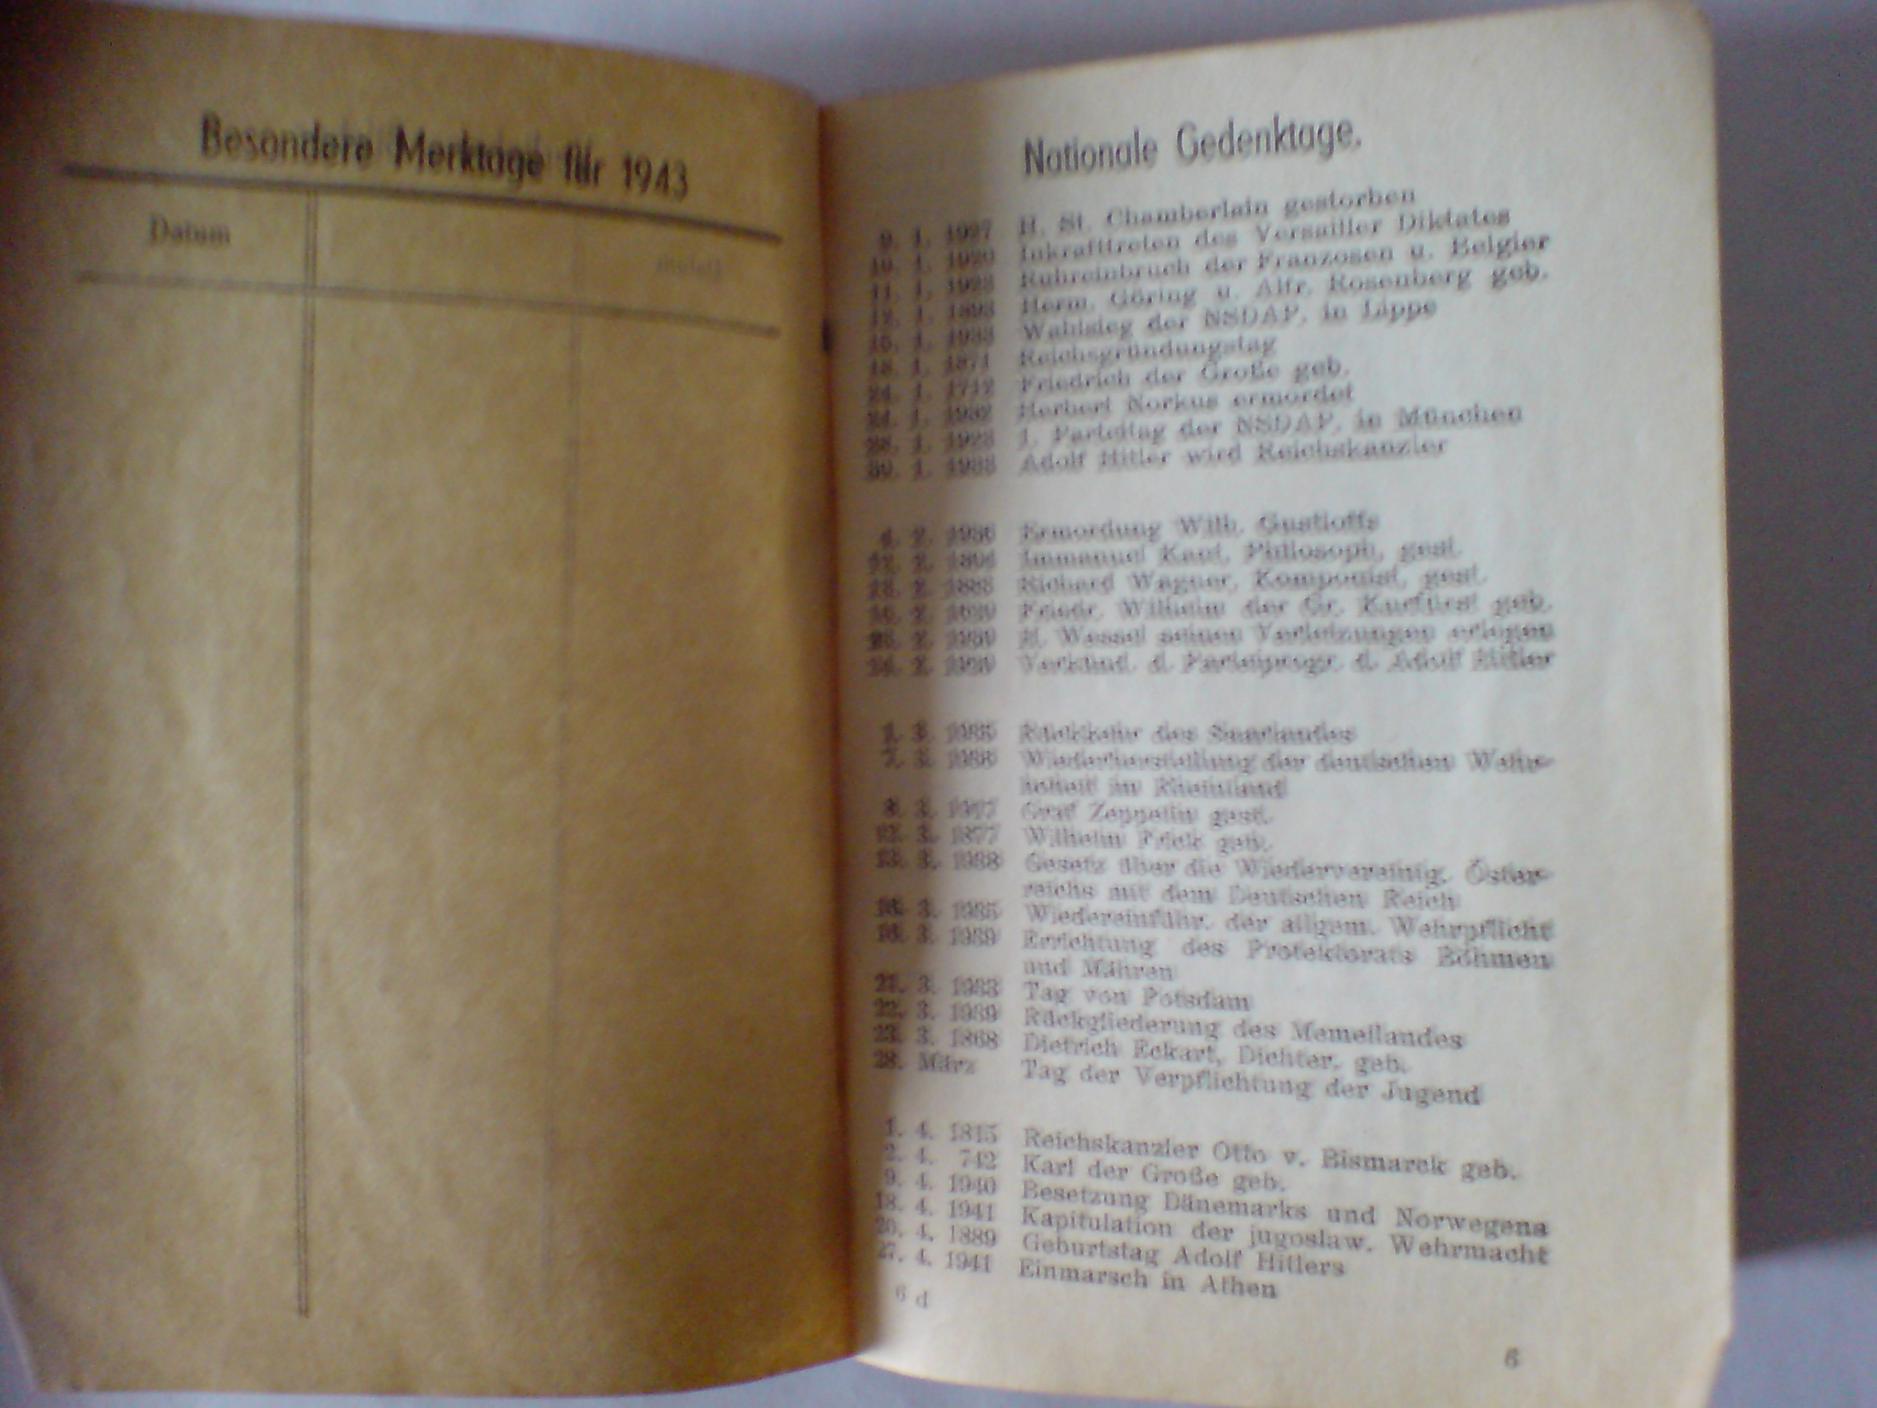 Besondere Merktage für 1943
Datum
Nationale Gedenktage.
9. 1. 1927 H. St. Chamberlain gestorben
10. 1. 1920 Inkrafttreten des Versailler Diktates
11. 1. 1923 Ruhreinbruch der Franzosen u. Belgier
12. 1. 1893 Herm. Göring u. Alfr. Rosenberg geb.
15. 1. 1933 Wahlsieg der NSDAP. in Lippe
18. 1. 1871 Reichsgründungstag
24. 1. 1712 Friedrich der Große geb.
24. 1. 1932 Herbert Norkus ermordet
28. 1. 1923 1. Parteitag der NSDAP. in München
30. 1. 1933 Adolf Hitler wird Reichskanzler
4. 2. 1936 Ermordung Wilh. Gustloffs
12. 2. 1804 Immanuel Kant, Philosoph, gest.
13. 2. 1883 Richard Wagner, Komponist, gest.
16. 2. 1620 Friedr. Wilhelm der Gr. Kurfürst geb.
23. 2. 1930 H. Wessel seinen Verletzungen erlegen
24. 2. 1920 Verkünd. d. Parteiprogr. d. Adolf Hitler
1. 3. 1935 Rückkehr des Saarlandes
7. 3. 1936 Wiederherstellung der deutschen Wehr-
hoheit im Rheinland
8. 3. 1917 Graf Zeppelin gest.
12. 3. 1877 Wilhelm Frick geb.
13. 3. 1938 Gesetz über die Wiedervereinig. Öster-
reichs mit dem Deutschen Reich
16. 3. 1935 Wiedereinführ. der allgem. Wehrpflicht
16. 3. 1939 Errichtung des Protektorats Böhmen
und Mähren
21. 3. 1933 Tag von Potsdam
22. 3. 1939 Rückgliederung des Memellandes
23. 3. 1868 Dietrich Eckart, Dichter, geb.
28. März Tag der Verpflichtung der Jugend
1. 4. 1815 Reichskanzler Otto v. Bismarck geb.
2. 4. 742 Karl der Große geb.
9. 4. 1940 Besetzung Dänemarks und Norwegens
18. 4. 1941 Kapitulation der jugoslaw. Wehrmacht
20. 4. 1889 Geburtstag Adolf Hitlers
27. 4. 1941 Einmarsch in Athen
6 d
6